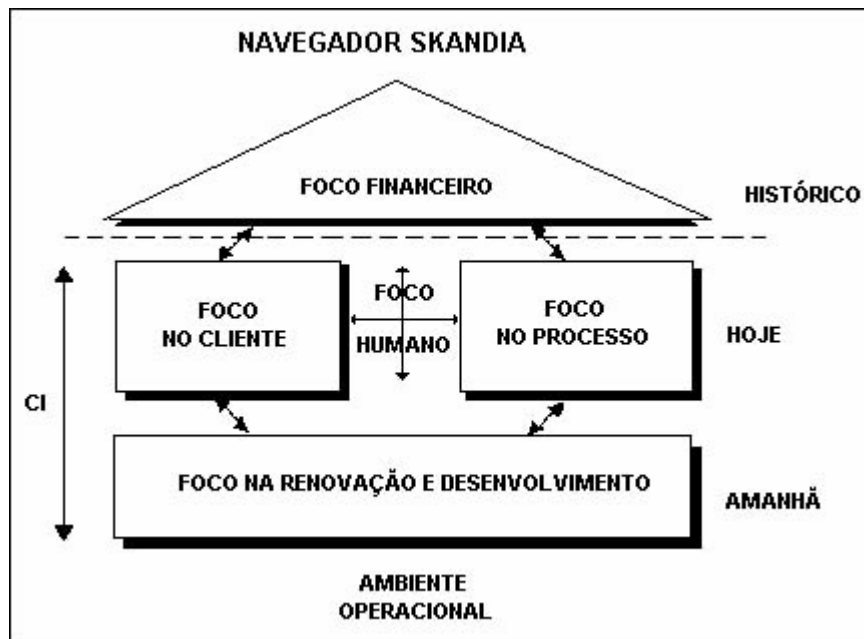 NAVEGADOR SKANDIA
FOCO FINANCEIRO
HISTÓRICO
FOCO
NO CLIENTE
FOCO
HUMANO
FOCO
NO PROCESSO
HOJE
CI
FOCO NA RENOVAÇÃO E DESENVOLVIMENTO
AMANHÃ
AMBIENTE
OPERACIONAL